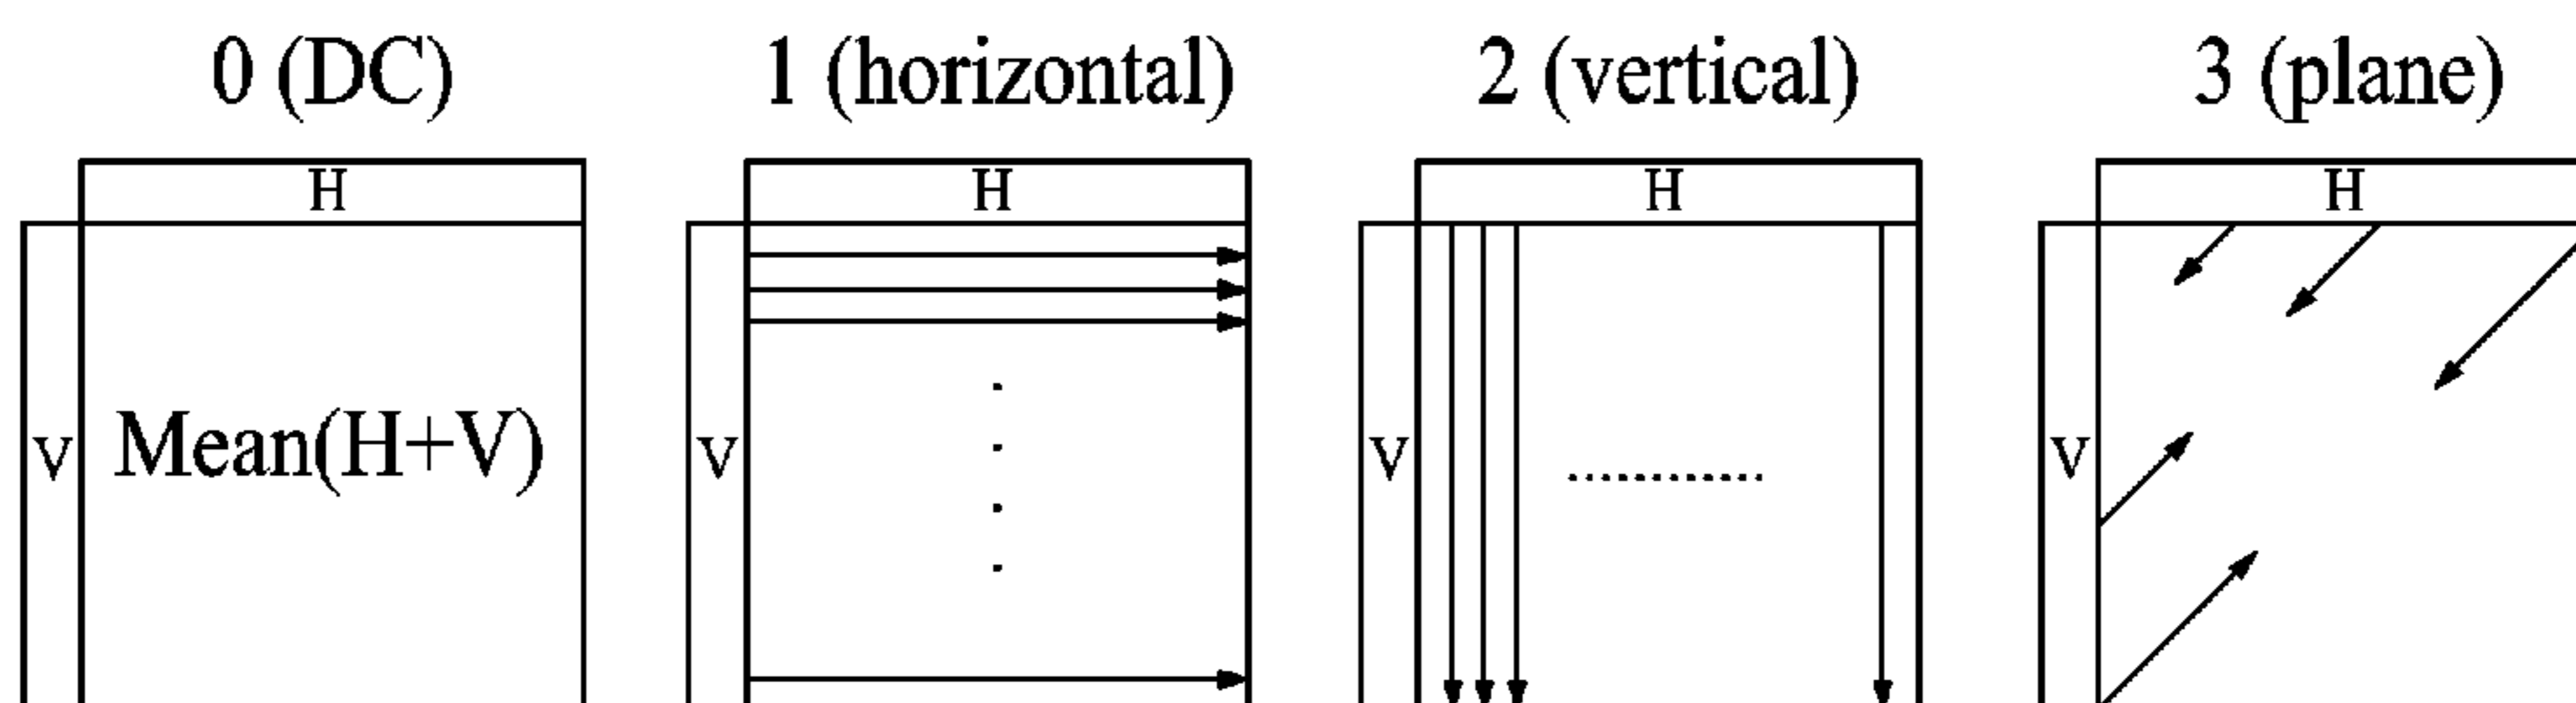 0 (DC) 1 (horizontal) 2 (vertical) 3 (plane)
H H H H
V Mean(H+V) V V V